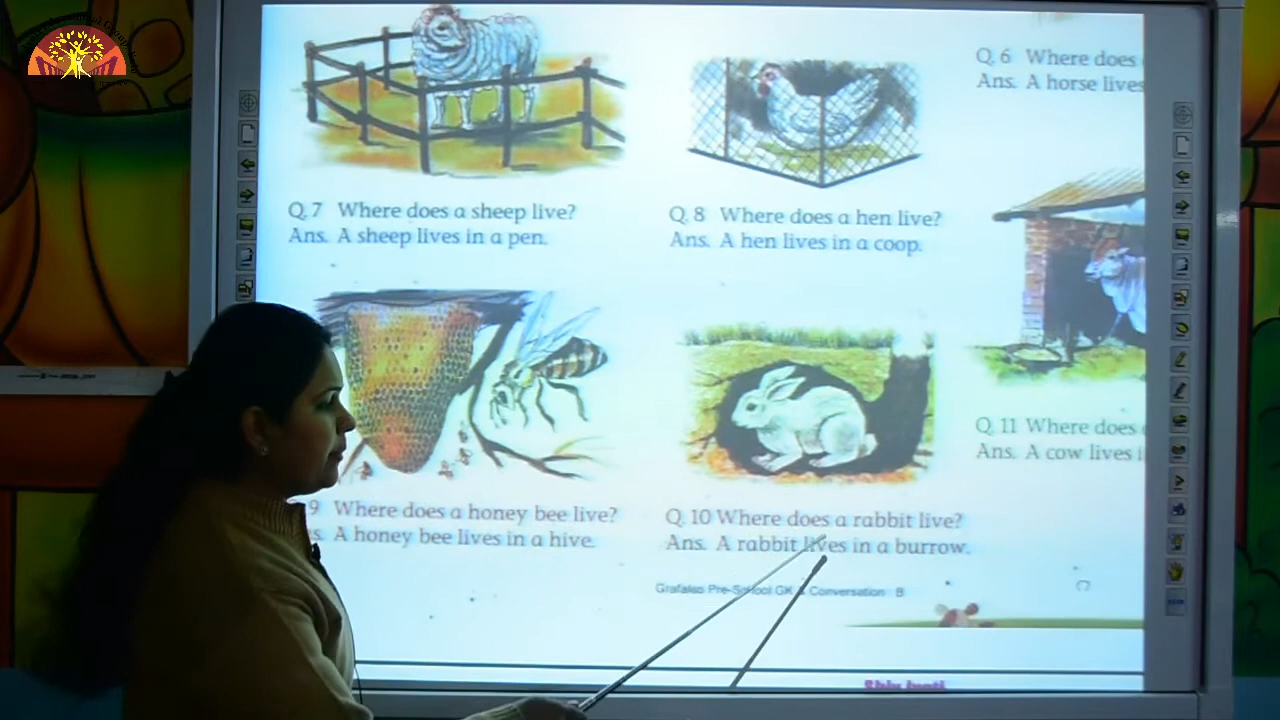 Q. 6 Where does
Ans. A horse lives
Q. 7 Where does a sheep live?
Ans. A sheep lives in a pen.
Q. 8 Where does a hen live?
Ans. A hen lives in a coop.
9 Where does a honey bee live?
s. A honey bee lives in a hive.
Q. 10 Where does a rabbit live?
Ans. A rabbit lives in a burrow.
Q. 11 Where does
Ans. A cow lives i
Pre-School GK & Conversation B